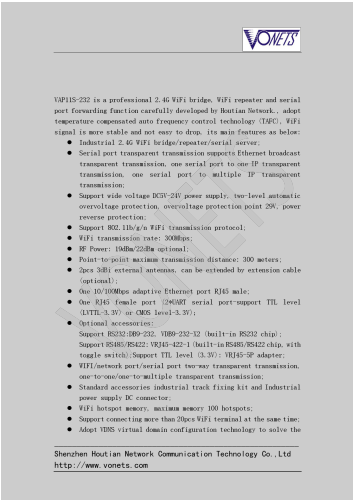 VONETS
VAP11S-232 is a professional 2.4G WiFi bridge, WiFi repeater and serial
port forwarding function carefully developed by Houtian Network., adopt
temperature compensated auto frequency control technology (TAFC), WiFi
signal is more stable and not easy to drop, its main features as below:
● Industrial 2.4G WiFi bridge/repeater/serial server;
● Serial port transparent transmission supports Ethernet broadcast
transparent transmission, one serial port to one IP transparent
transmission, one serial port to multiple IP transparent
transmission;
● Support wide voltage DC5V-24V power supply, two-level automatic
overvoltage protection, overvoltage protection point 29V, power
reverse protection;
● Support 802.11b/g/n WiFi transmission protocol;
● WiFi transmission rate: 300Mbps;
● RF Power: 19dBm/22dBm optional;
● Point-to-point maximum transmission distance: 300 meters;
● 2pcs 3dBi external antennas, can be extended by extension cable
(optional);
● One 10/100Mbps adaptive Ethernet port RJ45 male;
● One RJ45 female port (2*UART serial port-support TTL level
(LVTTL-3.3V) or CMOS level-3.3V);
● Optional accessories:
Support RS232:DB9-232, VDB9-232-X2 (built-in RS232 chip);
Support RS485/RS422: VRJ45-422-1 (built-in RS485/RS422 chip, with
toggle switch);Support TTL level (3.3V): VRJ45-5P adapter;
● WIFI/network port/serial port two-way transparent transmission,
one-to-one/one-to-multiple transparent transmission;
● Standard accessories industrial track fixing kit and Industrial
power supply DC connector;
● WiFi hotspot memory, maximum memory 100 hotspots;
● Support connecting more than 20pcs WiFi terminal at the same time;
● Adopt VDNS virtual domain configuration technology to solve the
Shenzhen Houtian Network Communication Technology Co.,Ltd
http://www.vonets.com